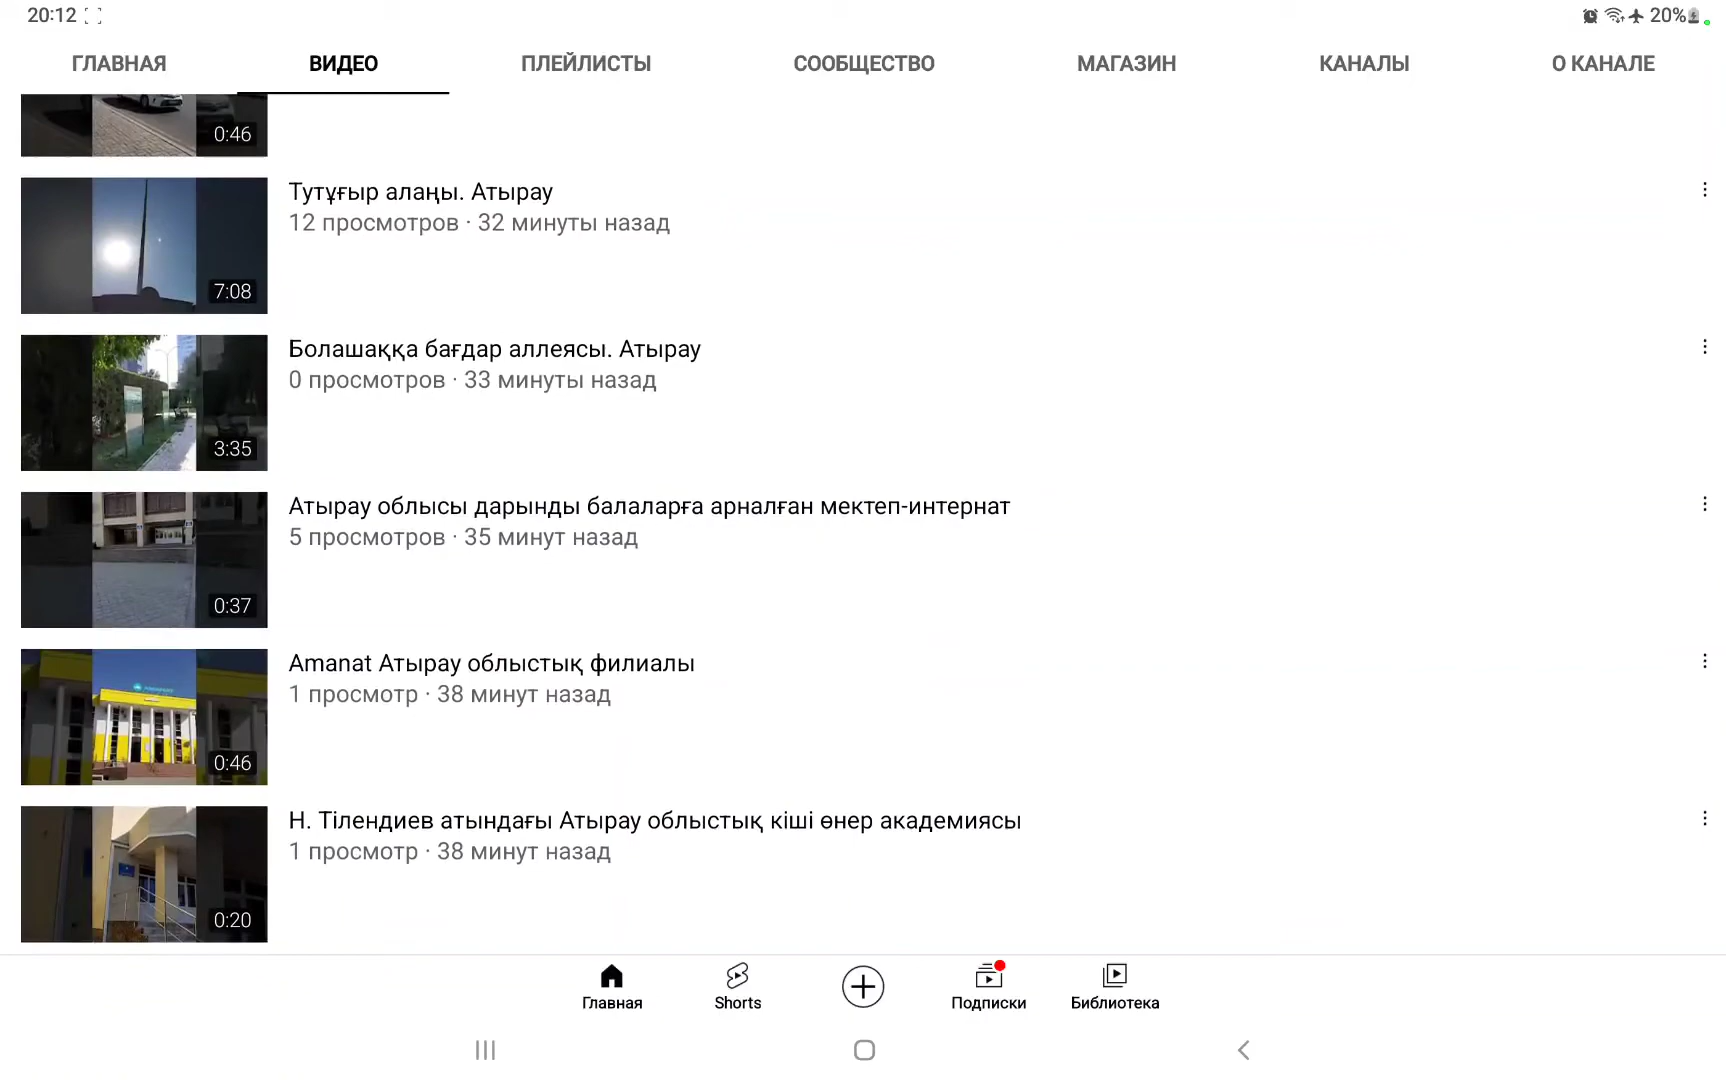 20:12
20%
ГЛАВНАЯ
ВИДЕО
ПЛЕЙЛИСТЫ
СООБЩЕСТВО
МАГАЗИН
КАНАЛЫ
О КАНАЛЕ
0:46
Тутұғыр алаңы. Атырау
12 просмотров · 32 минуты назад
7:08
Болашаққа бағдар аллеясы. Атырау
0 просмотров · 33 минуты назад
3:35
Атырау облысы дарынды балаларға арналған мектеп-интернат
5 просмотров · 35 минут назад
0:37
Amanat Атырау облыстық филиалы
1 просмотр · 38 минут назад
0:46
Н. Тілендиев атындағы Атырау облыстық кіші өнер академиясы
1 просмотр · 38 минут назад
0:20
Главная
Shorts
Подписки
Библиотека